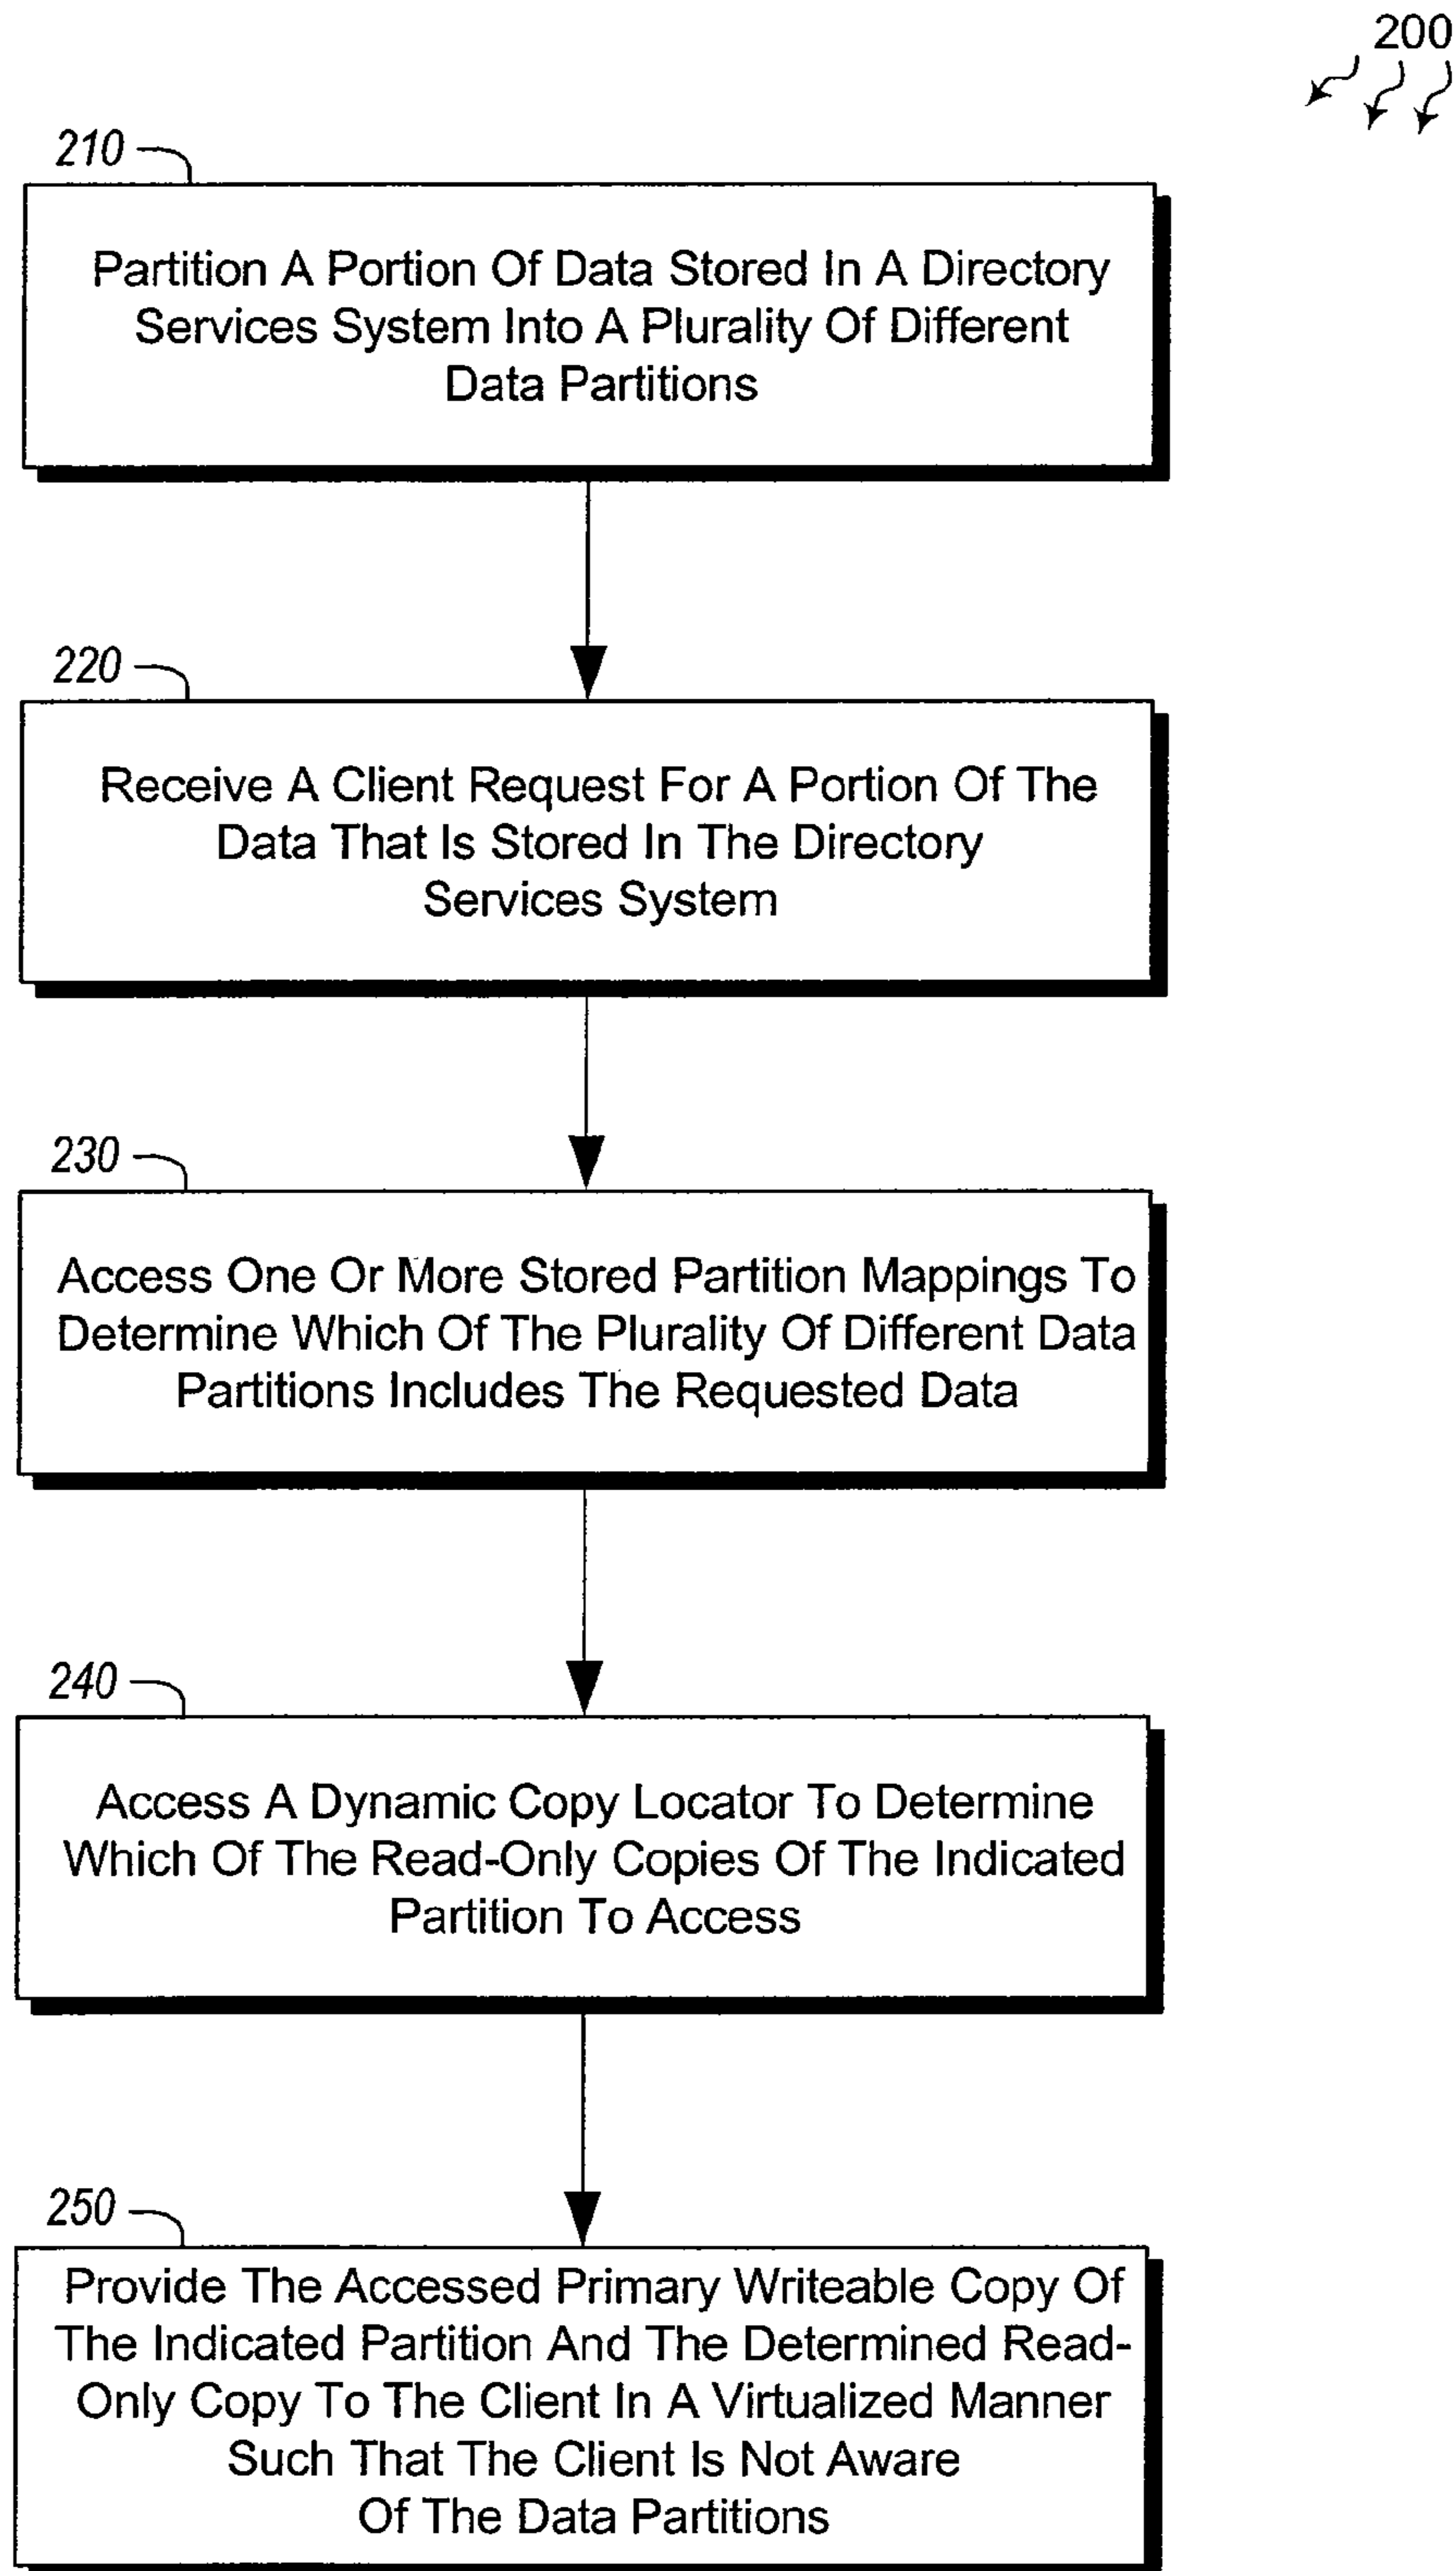 200
210
Partition A Portion Of Data Stored In A Directory
Services System Into A Plurality Of Different
Data Partitions
220
Receive A Client Request For A Portion Of The
Data That Is Stored In The Directory
Services System
230
Access One Or More Stored Partition Mappings To
Determine Which Of The Plurality Of Different Data
Partitions Includes The Requested Data
240
Access A Dynamic Copy Locator To Determine
Which Of The Read-Only Copies Of The Indicated
Partition To Access
250
Provide The Accessed Primary Writeable Copy Of
The Indicated Partition And The Determined Read-
Only Copy To The Client In A Virtualized Manner
Such That The Client Is Not Aware
Of The Data Partitions